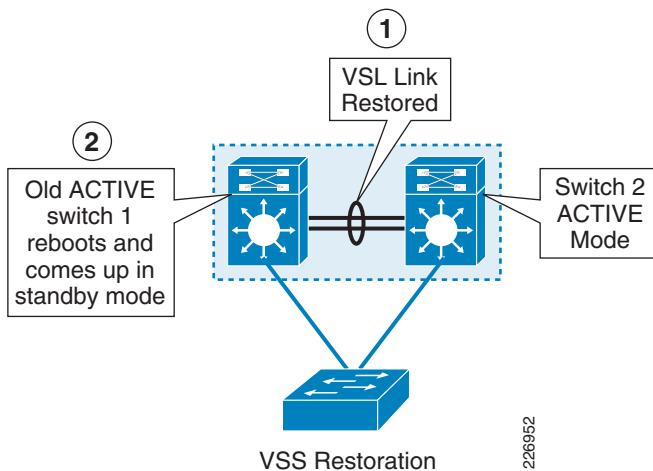 1
VSL Link
Restored
2
Old ACTIVE
switch 1
reboots and
comes up in
standby mode
Switch 2
ACTIVE
Mode
VSS Restoration
226952